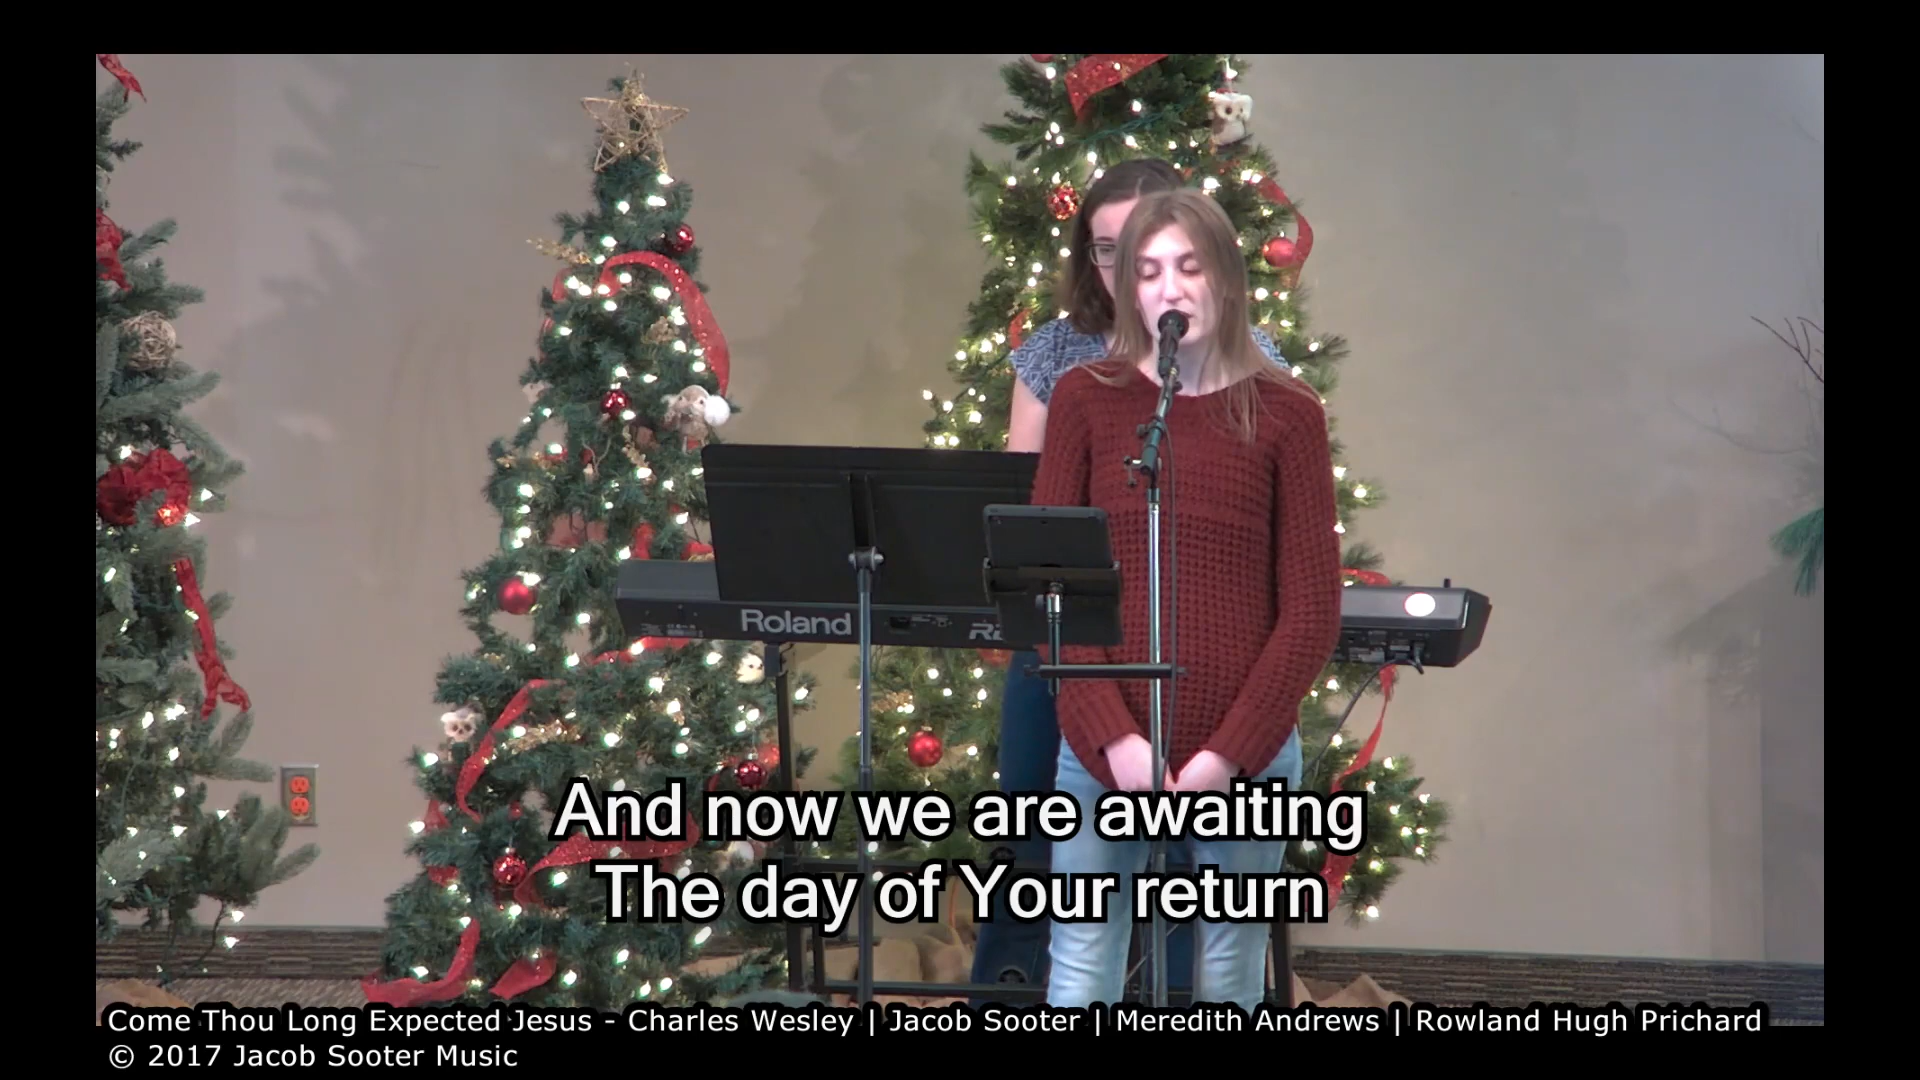 Roland
And now we are awaiting
The day of Your return
Come Thou Long Expected Jesus - Charles Wesley | Jacob Sooter | Meredith Andrews | Rowland Hugh Prichard
© 2017 Jacob Sooter Music